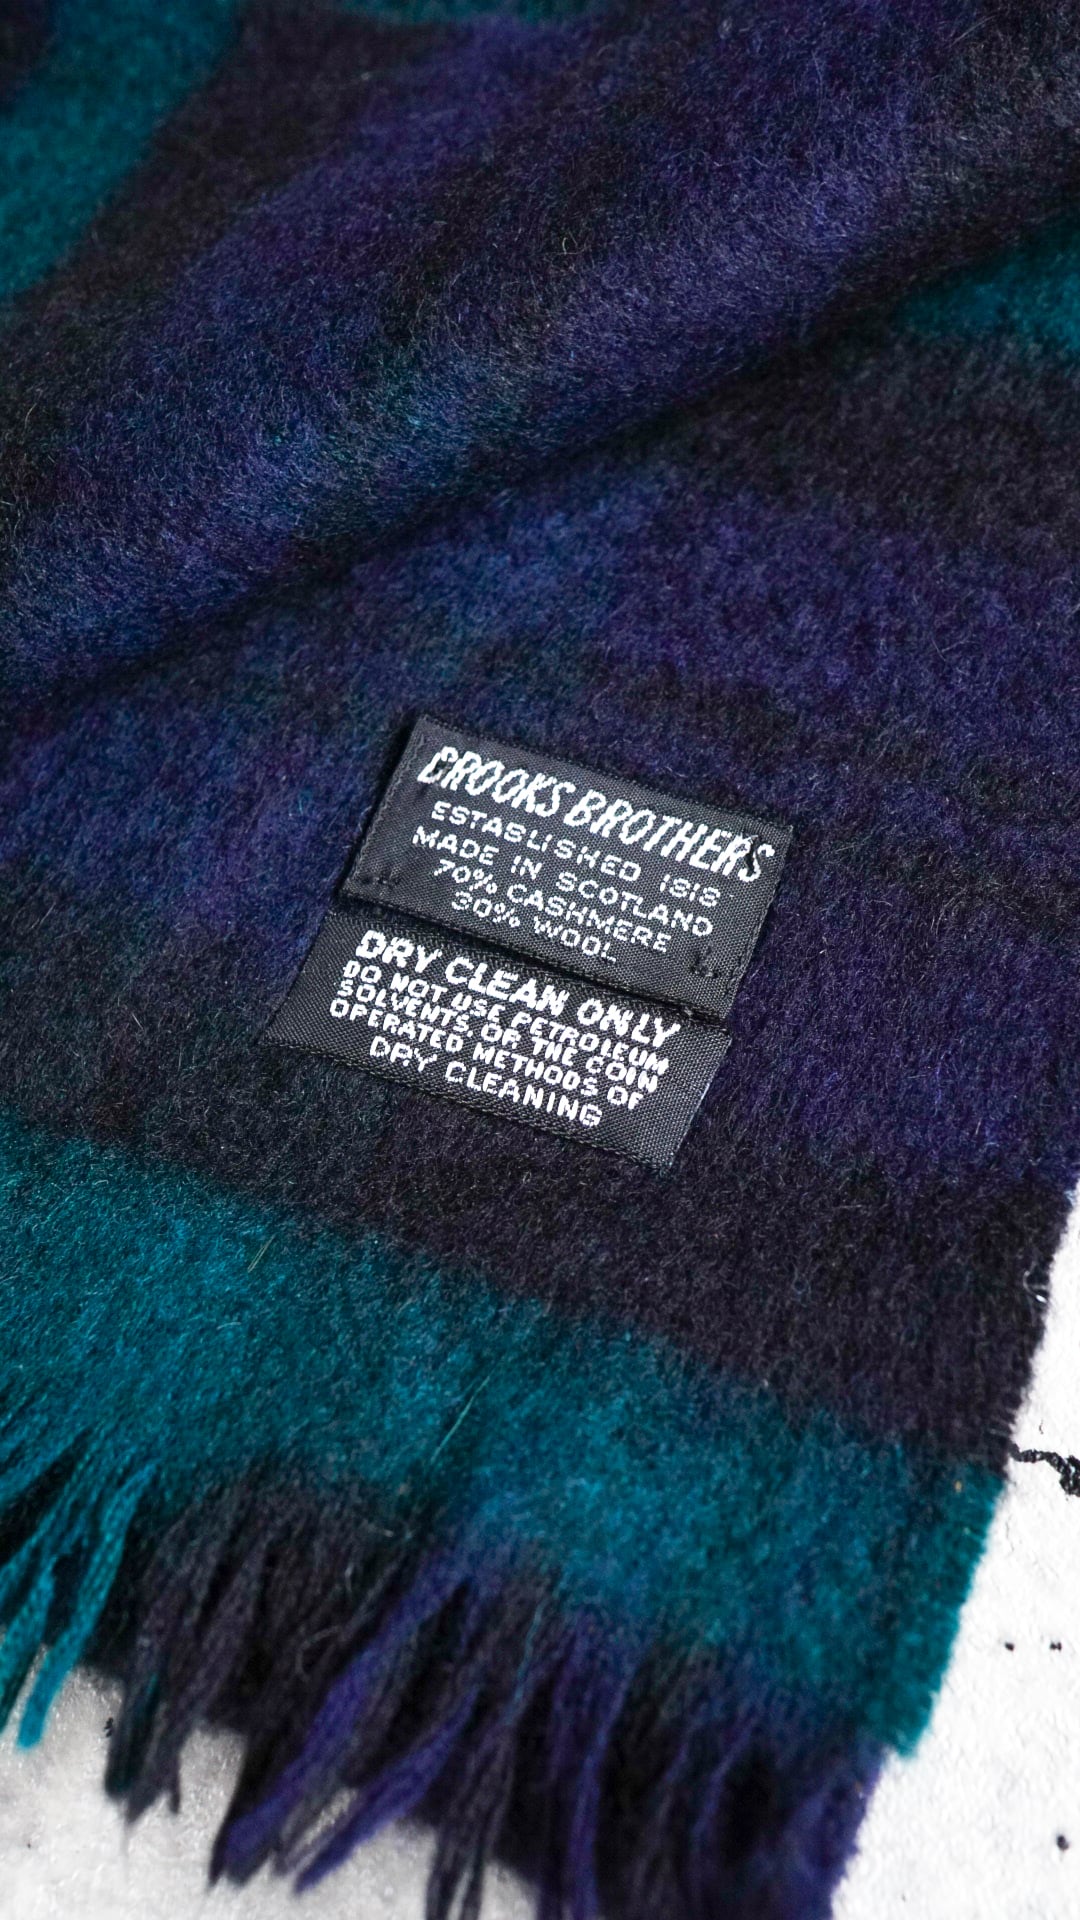 BROOKS BROTHERS
ESTABLISHED 1818
MADE IN SCOTLAND
70% CASHMERE
30% WOOL
DRY CLEAN ONLY
DO NOT USE PETROLEUM
SOLVENTS, OR THE COIN
OPERATED METHODS OF
DRY CLEANING